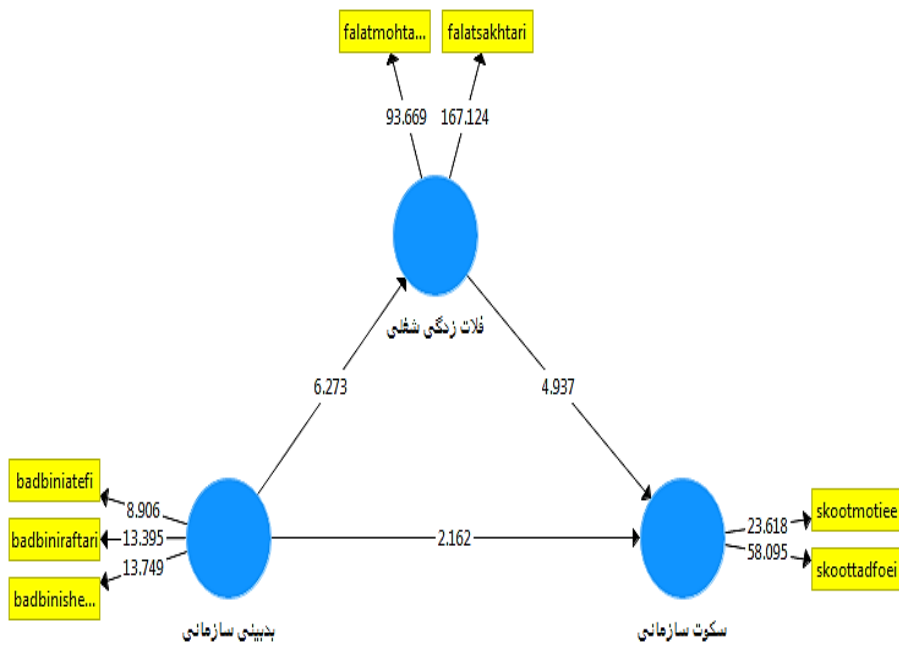 falatmohta... falatsakhtari
93.669 167.124
فلات زدگی شغلی
6.273 4.937
badbiniatefi
8.906
badbiniraftari
13.395
badbinishe...
13.749
2.162
skootmotiee
23.618
skoottadfoei
58.095
بدبینی سازمانی
سکوت سازمانی